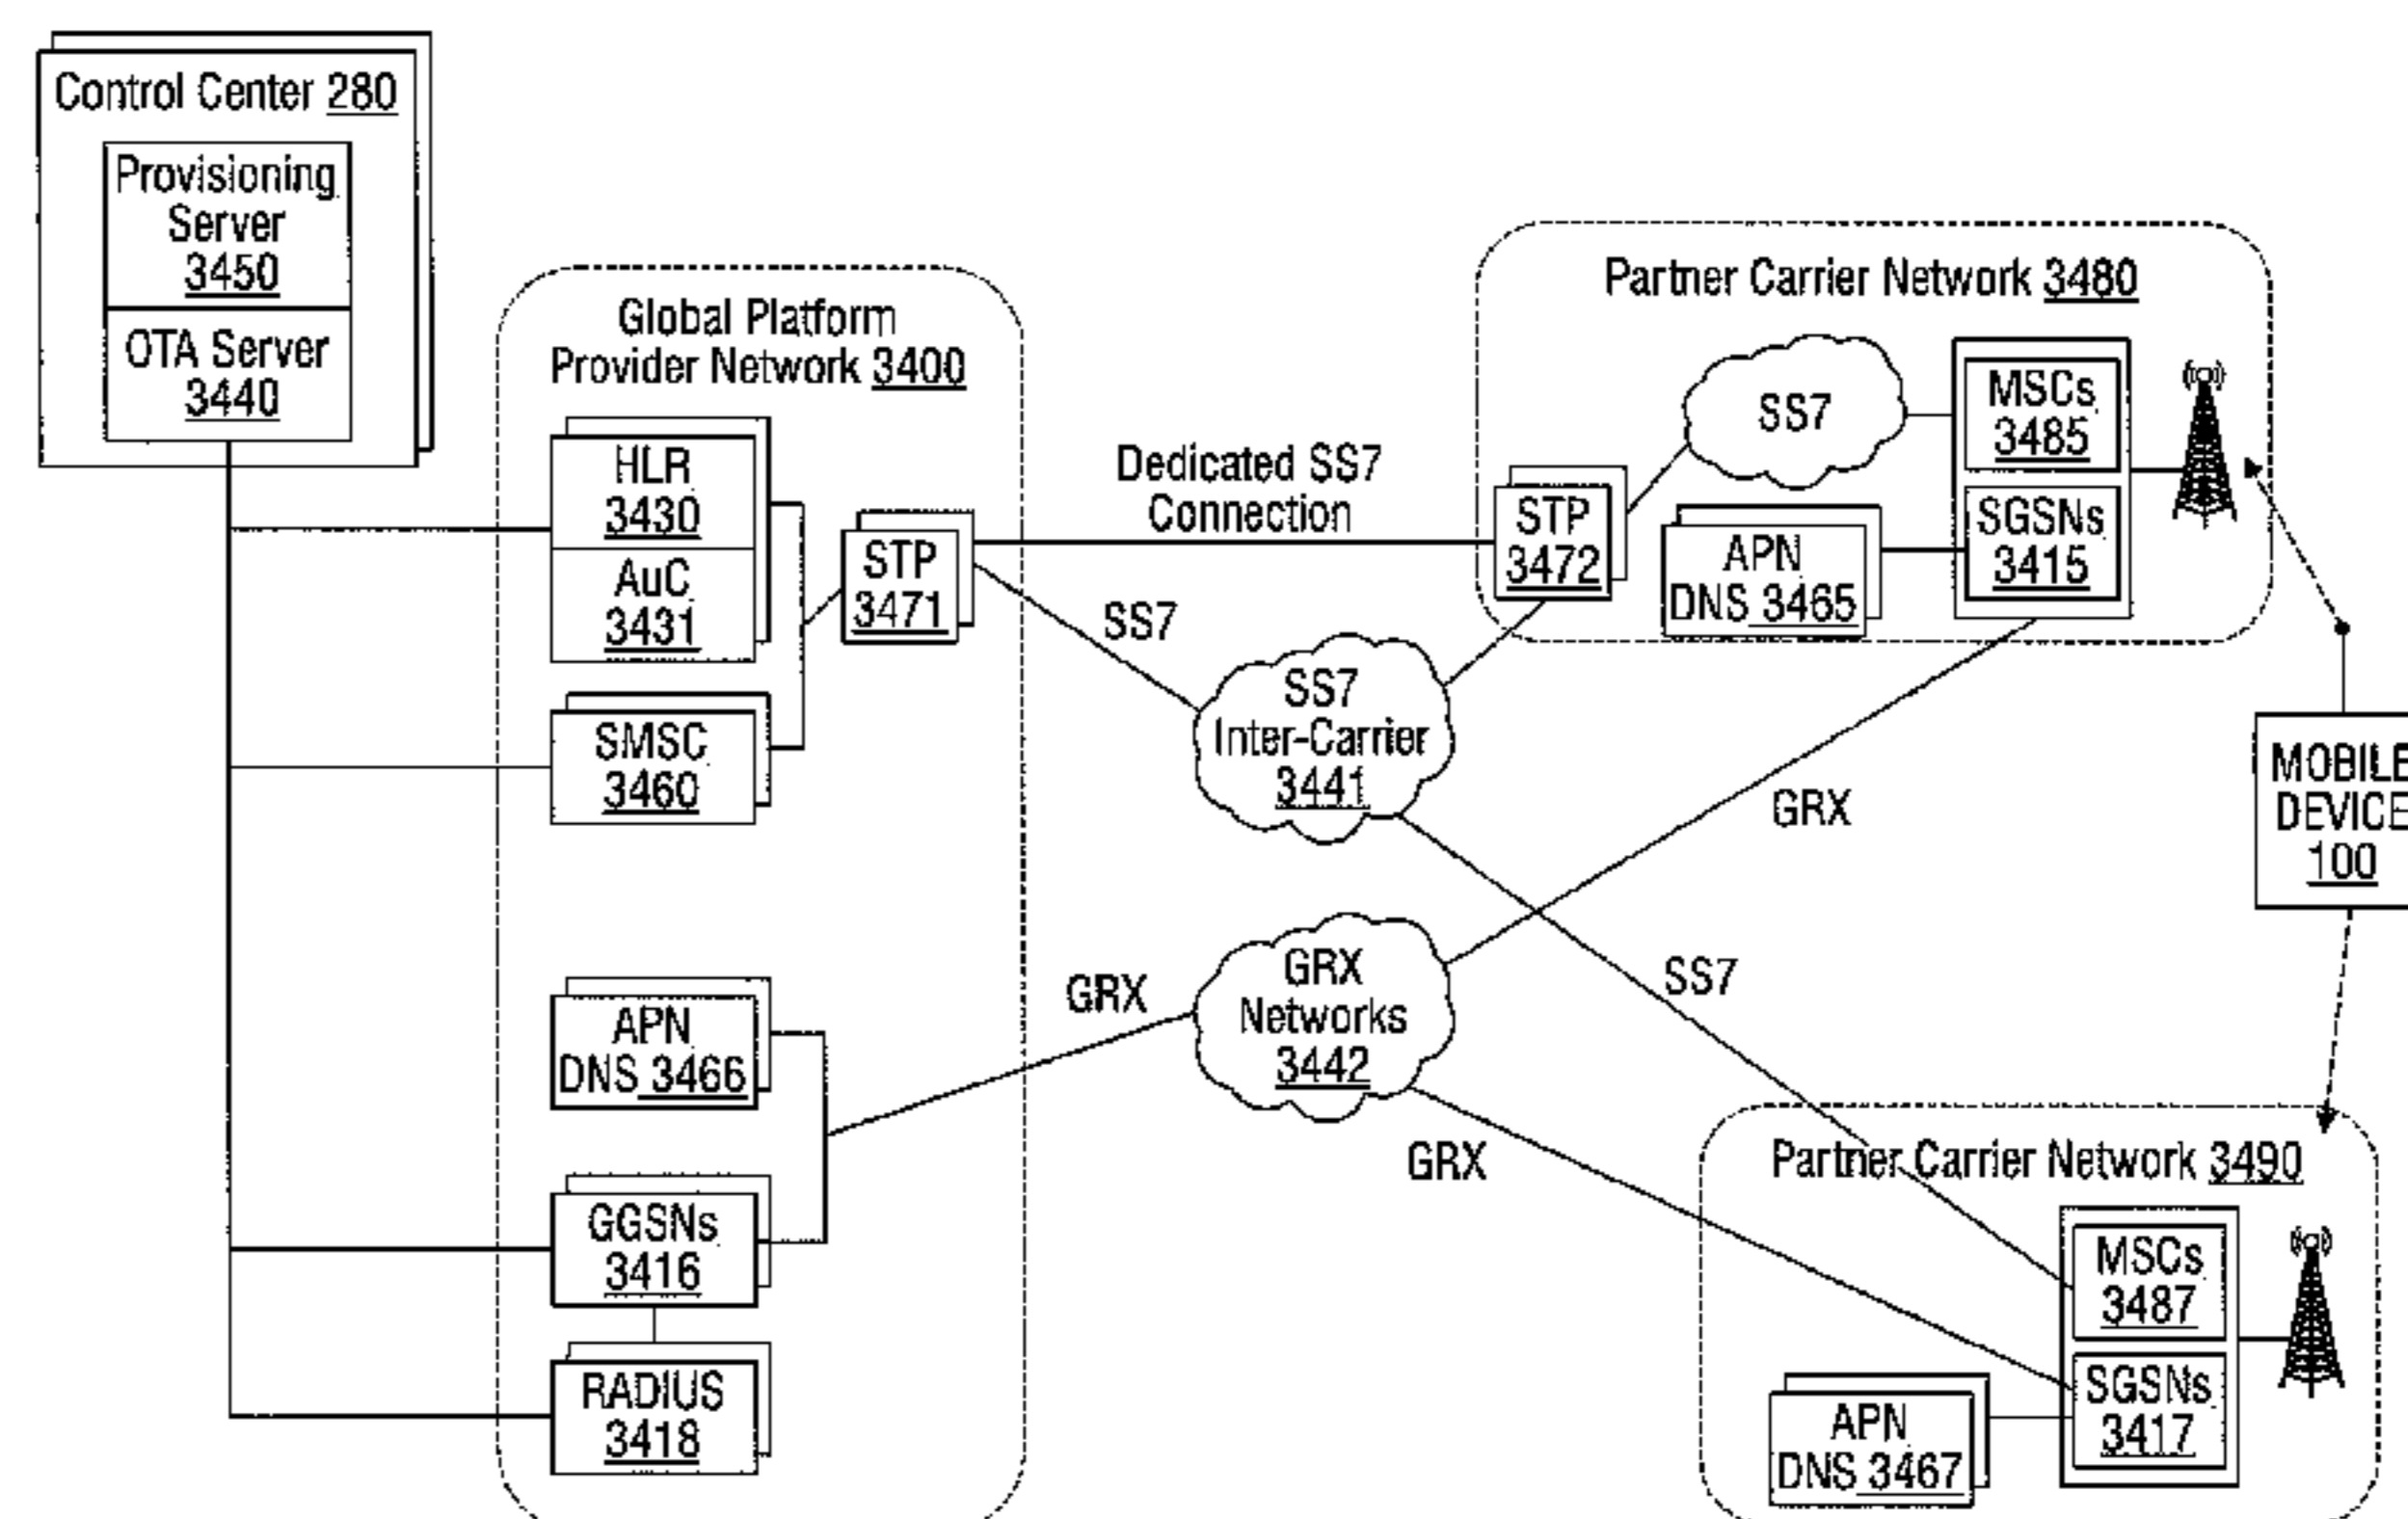 Control Center 280
Provisioning
Server
3450
OTA Server
3440
Global Platform
Provider Network 3400
HLR
3430
AuC
3431
STP
3471
SMSC
3460
APN
DNS 3466
GGSNs
3416
RADIUS
3418
Dedicated SS7
Connection
SS7
SS7
Inter-Carrier
3441
GRX
GRX
Networks
3442
GRX
SS7
GRX
Partner Carrier Network 3480
SS7
MSCs
3485
STP
3472
APN
DNS 3465
SGSNs
3415
MOBILE
DEVICE
100
Partner Carrier Network 3490
MSCs
3487
SGSNs
3417
APN
DNS 3467